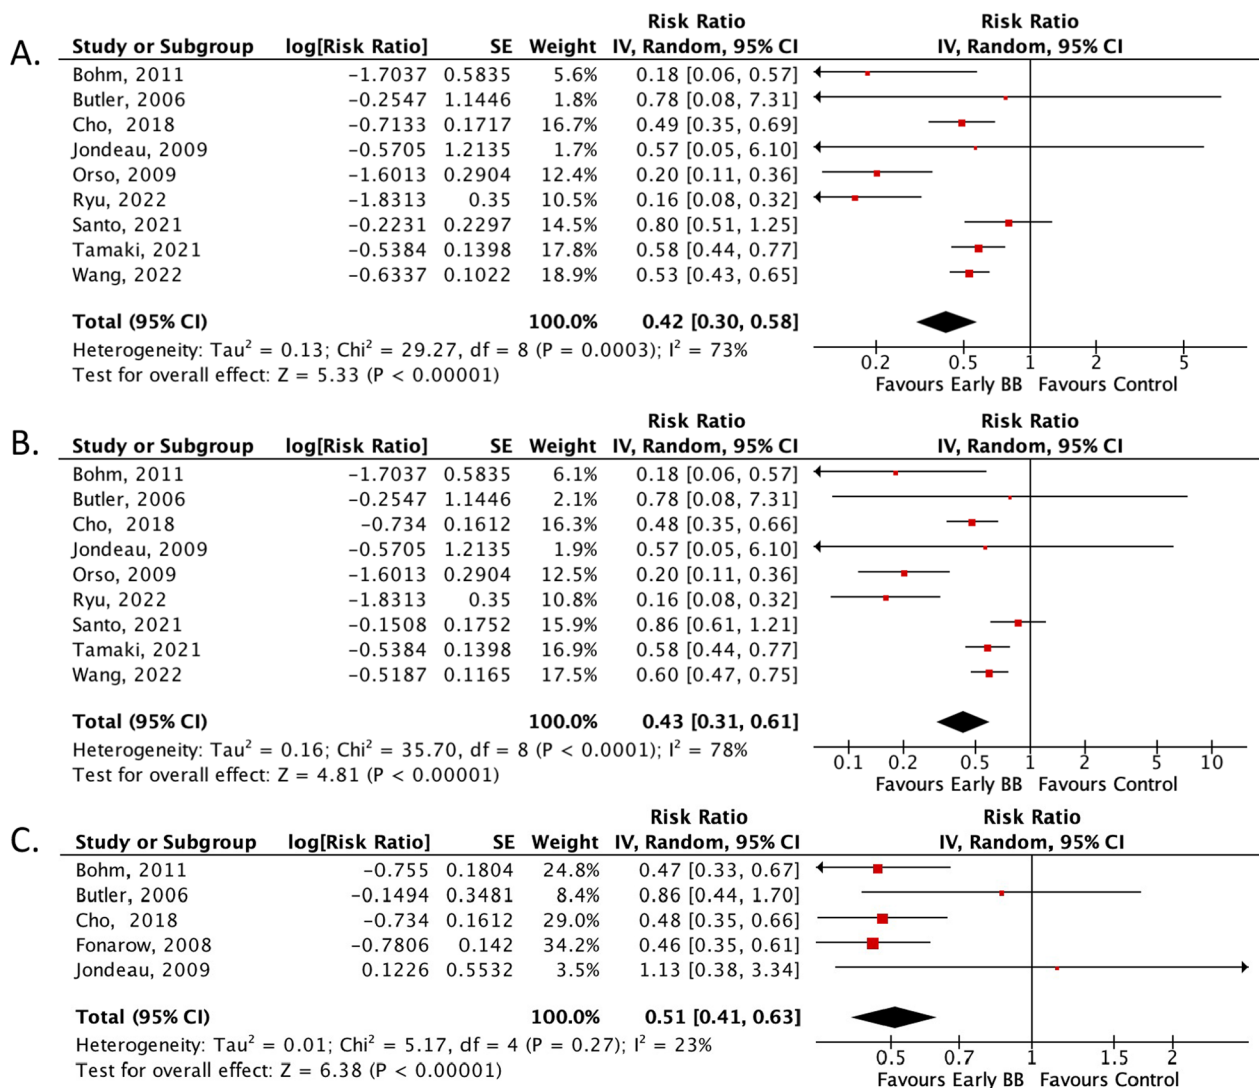 A.
Risk Ratio Risk Ratio
Study or Subgroup log[Risk Ratio] SE Weight IV, Random, 95% CI IV, Random, 95% CI
Bohm, 2011 −1.7037 0.5835 5.6% 0.18 [0.06, 0.57]
Butler, 2006 −0.2547 1.1446 1.8% 0.78 [0.08, 7.31]
Cho, 2018 −0.7133 0.1717 16.7% 0.49 [0.35, 0.69]
Jondeau, 2009 −0.5705 1.2135 1.7% 0.57 [0.05, 6.10]
Orso, 2009 −1.6013 0.2904 12.4% 0.20 [0.11, 0.36]
Ryu, 2022 −1.8313 0.35 10.5% 0.16 [0.08, 0.32]
Santo, 2021 −0.2231 0.2297 14.5% 0.80 [0.51, 1.25]
Tamaki, 2021 −0.5384 0.1398 17.8% 0.58 [0.44, 0.77]
Wang, 2022 −0.6337 0.1022 18.9% 0.53 [0.43, 0.65]
Total (95% CI) 100.0% 0.42 [0.30, 0.58]
Heterogeneity: Tau² = 0.13; Chi² = 29.27, df = 8 (P = 0.0003); I² = 73%
Test for overall effect: Z = 5.33 (P < 0.00001)
0.2 0.5 1 2 5
Favours Early BB Favours Control
B.
Risk Ratio Risk Ratio
Study or Subgroup log[Risk Ratio] SE Weight IV, Random, 95% CI IV, Random, 95% CI
Bohm, 2011 −1.7037 0.5835 6.1% 0.18 [0.06, 0.57]
Butler, 2006 −0.2547 1.1446 2.1% 0.78 [0.08, 7.31]
Cho, 2018 −0.734 0.1612 16.3% 0.48 [0.35, 0.66]
Jondeau, 2009 −0.5705 1.2135 1.9% 0.57 [0.05, 6.10]
Orso, 2009 −1.6013 0.2904 12.5% 0.20 [0.11, 0.36]
Ryu, 2022 −1.8313 0.35 10.8% 0.16 [0.08, 0.32]
Santo, 2021 −0.1508 0.1752 15.9% 0.86 [0.61, 1.21]
Tamaki, 2021 −0.5384 0.1398 16.9% 0.58 [0.44, 0.77]
Wang, 2022 −0.5187 0.1165 17.5% 0.60 [0.47, 0.75]
Total (95% CI) 100.0% 0.43 [0.31, 0.61]
Heterogeneity: Tau² = 0.16; Chi² = 35.70, df = 8 (P < 0.0001); I² = 78%
Test for overall effect: Z = 4.81 (P < 0.00001)
0.1 0.2 0.5 1 2 5 10
Favours Early BB Favours Control
C.
Risk Ratio Risk Ratio
Study or Subgroup log[Risk Ratio] SE Weight IV, Random, 95% CI IV, Random, 95% CI
Bohm, 2011 −0.755 0.1804 24.8% 0.47 [0.33, 0.67]
Butler, 2006 −0.1494 0.3481 8.4% 0.86 [0.44, 1.70]
Cho, 2018 −0.734 0.1612 29.0% 0.48 [0.35, 0.66]
Fonarow, 2008 −0.7806 0.142 34.2% 0.46 [0.35, 0.61]
Jondeau, 2009 0.1226 0.5532 3.5% 1.13 [0.38, 3.34]
Total (95% CI) 100.0% 0.51 [0.41, 0.63]
Heterogeneity: Tau² = 0.01; Chi² = 5.17, df = 4 (P = 0.27); I² = 23%
Test for overall effect: Z = 6.38 (P < 0.00001)
0.5 0.7 1 1.5 2
Favours Early BB Favours Control